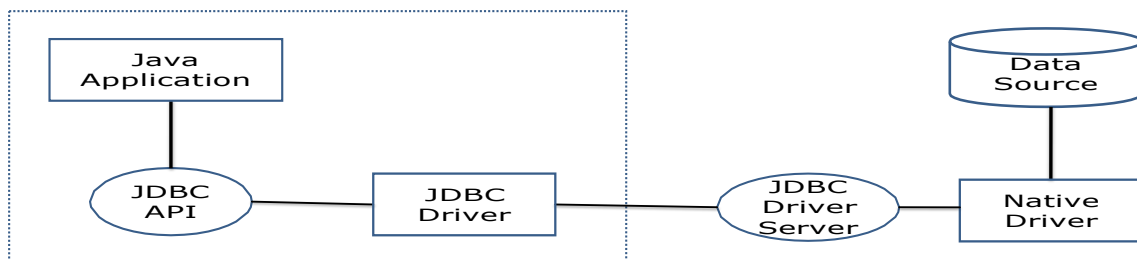 Java
Application
Data
Source
JDBC
API
JDBC
Driver
JDBC
Driver
Server
Native
Driver